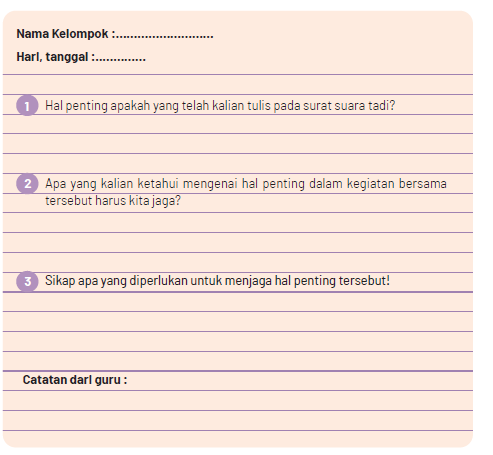 Nama Kelompok :...........................
Hari, tanggal :..............
1 Hal penting apakah yang telah kalian tulis pada surat suara tadi?
2 Apa yang kalian ketahui mengenai hal penting dalam kegiatan bersama
tersebut harus kita jaga?
3 Sikap apa yang diperlukan untuk menjaga hal penting tersebut!
Catatan dari guru :